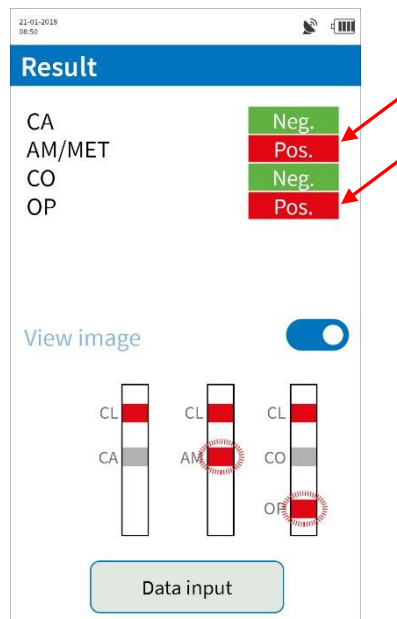 21-01-2018
08:50
Result
CA Neg.
AM/MET Pos.
CO Neg.
OP Pos.
View image
CL CL CL
CA AM CO
OP
Data input